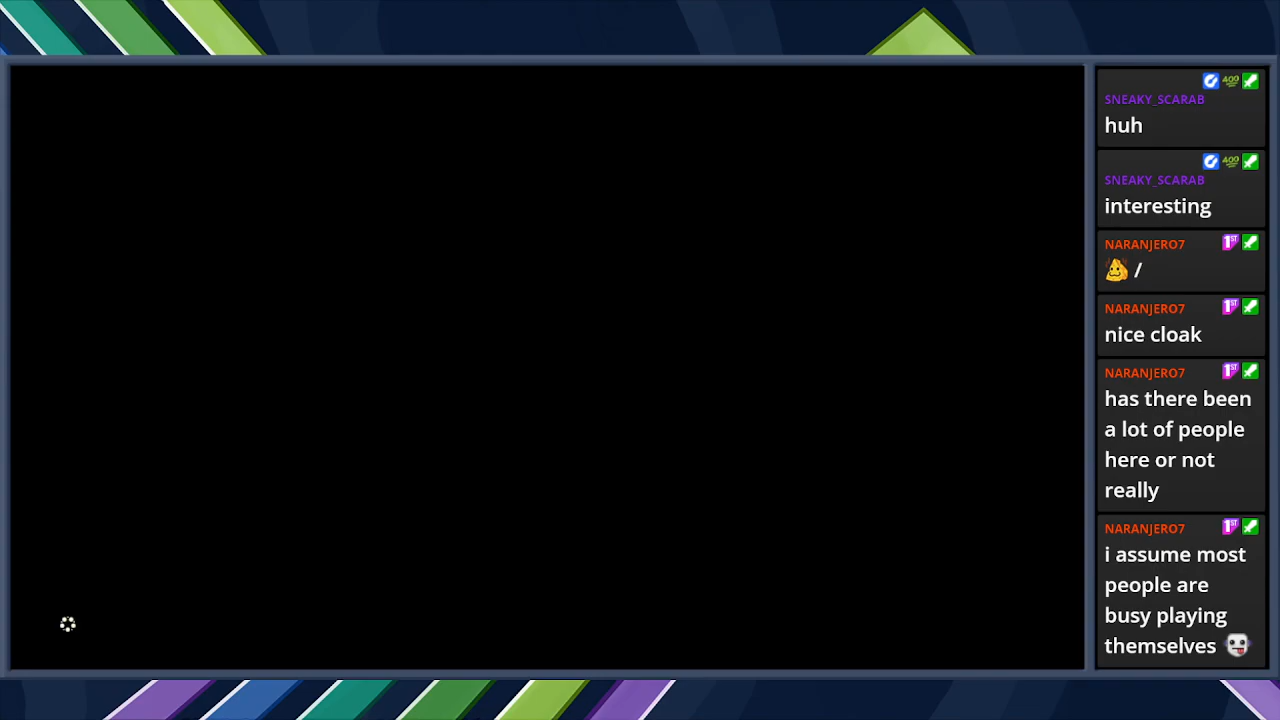 SNEAKY_SCARAB
huh
SNEAKY_SCARAB
interesting
NARANJERO7
/
NARANJERO7
nice cloak
NARANJERO7
has there been
a lot of people
here or not
really
NARANJERO7
i assume most
people are
busy playing
themselves